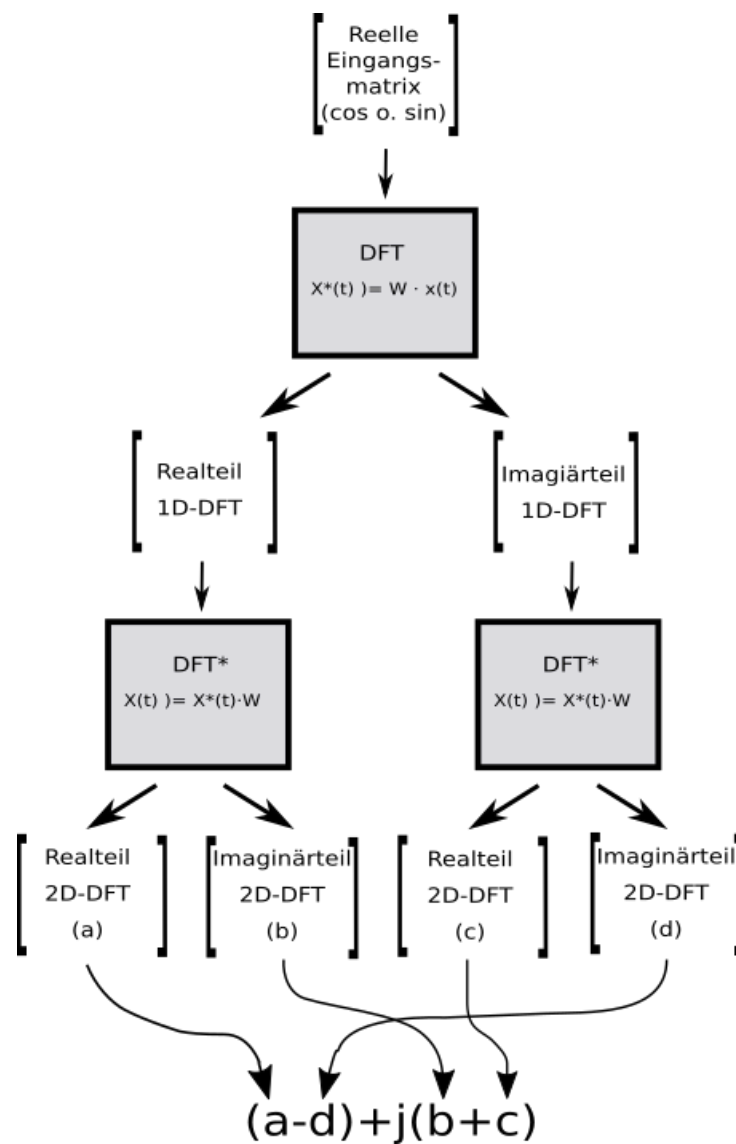 Reelle
Eingangs-
matrix
(cos o. sin)
DFT
X*(t) )= W · x(t)
Realteil
1D-DFT
Imagiärteil
1D-DFT
DFT*
X(t) )= X*(t)·W
DFT*
X(t) )= X*(t)·W
Realteil
2D-DFT
(a)
Imaginärteil
2D-DFT
(b)
Realteil
2D-DFT
(c)
Imaginärteil
2D-DFT
(d)
(a-d)+j(b+c)